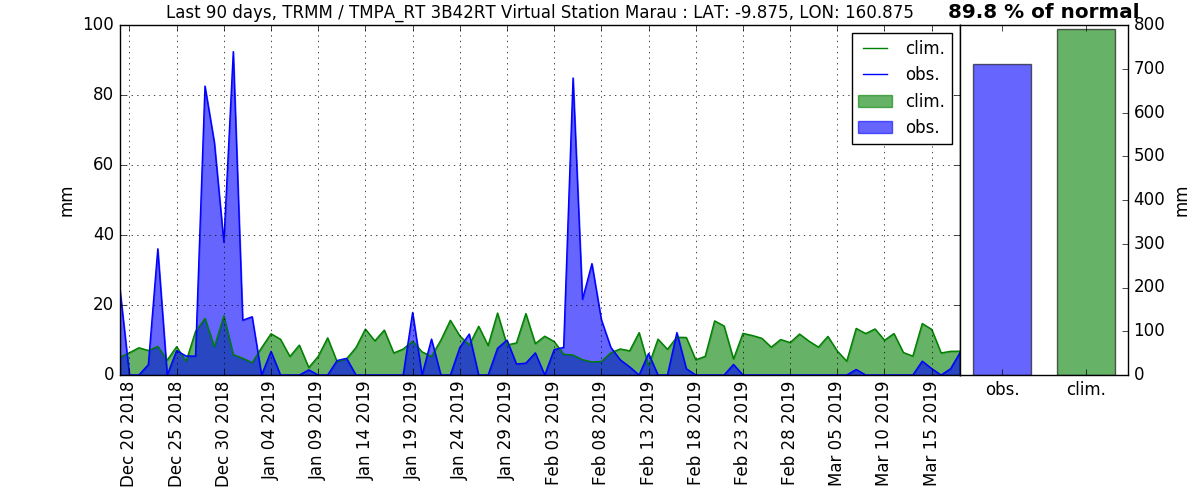 Last 90 days, TRMM / TMPA_RT 3B42RT Virtual Station Marau : LAT: -9.875, LON: 160.875
89.8 % of normal
mm
100
80
60
40
20
0
clim.
obs.
clim.
obs.
Dec 20 2018
Dec 25 2018
Dec 30 2018
Jan 04 2019
Jan 09 2019
Jan 14 2019
Jan 19 2019
Jan 24 2019
Jan 29 2019
Feb 03 2019
Feb 08 2019
Feb 13 2019
Feb 18 2019
Feb 23 2019
Feb 28 2019
Mar 05 2019
Mar 10 2019
Mar 15 2019
800
700
600
500
400
300
200
100
0
mm
obs.
clim.